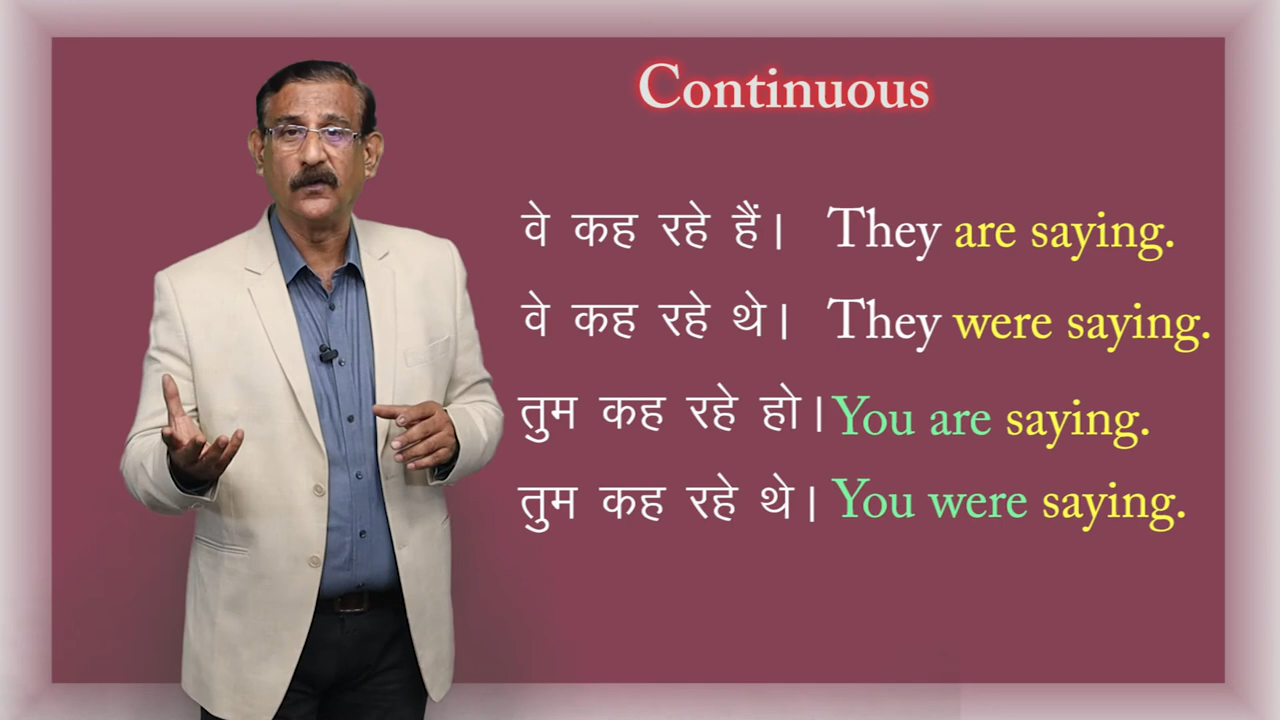 Continuous
वे कह रहे हैं। They are saying.
वे कह रहे थे। They were saying.
तुम कह रहे हो। You are saying.
तुम कह रहे थे। You were saying.